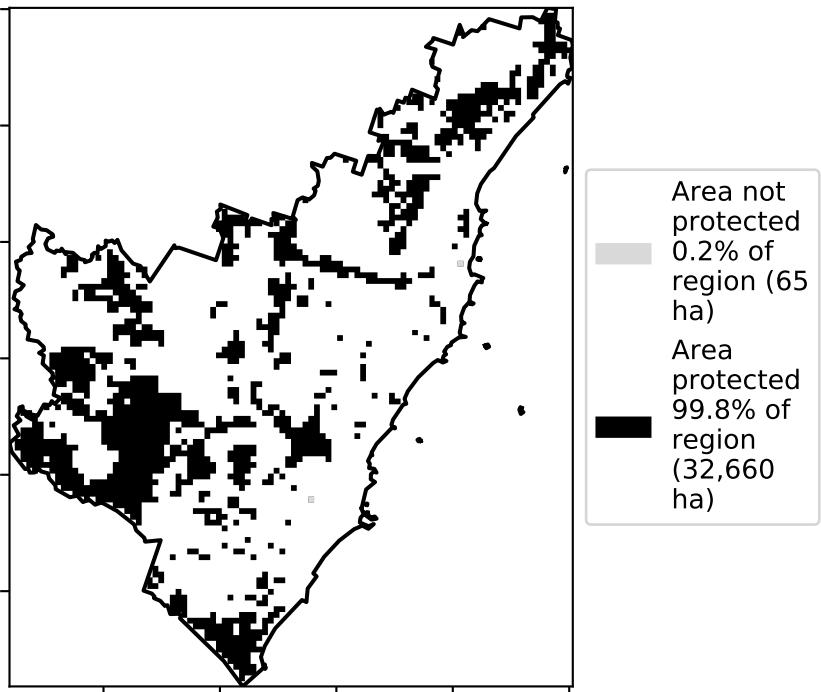 Area not
protected
0.2% of
region (65
ha)
Area
protected
99.8% of
region
(32,660
ha)